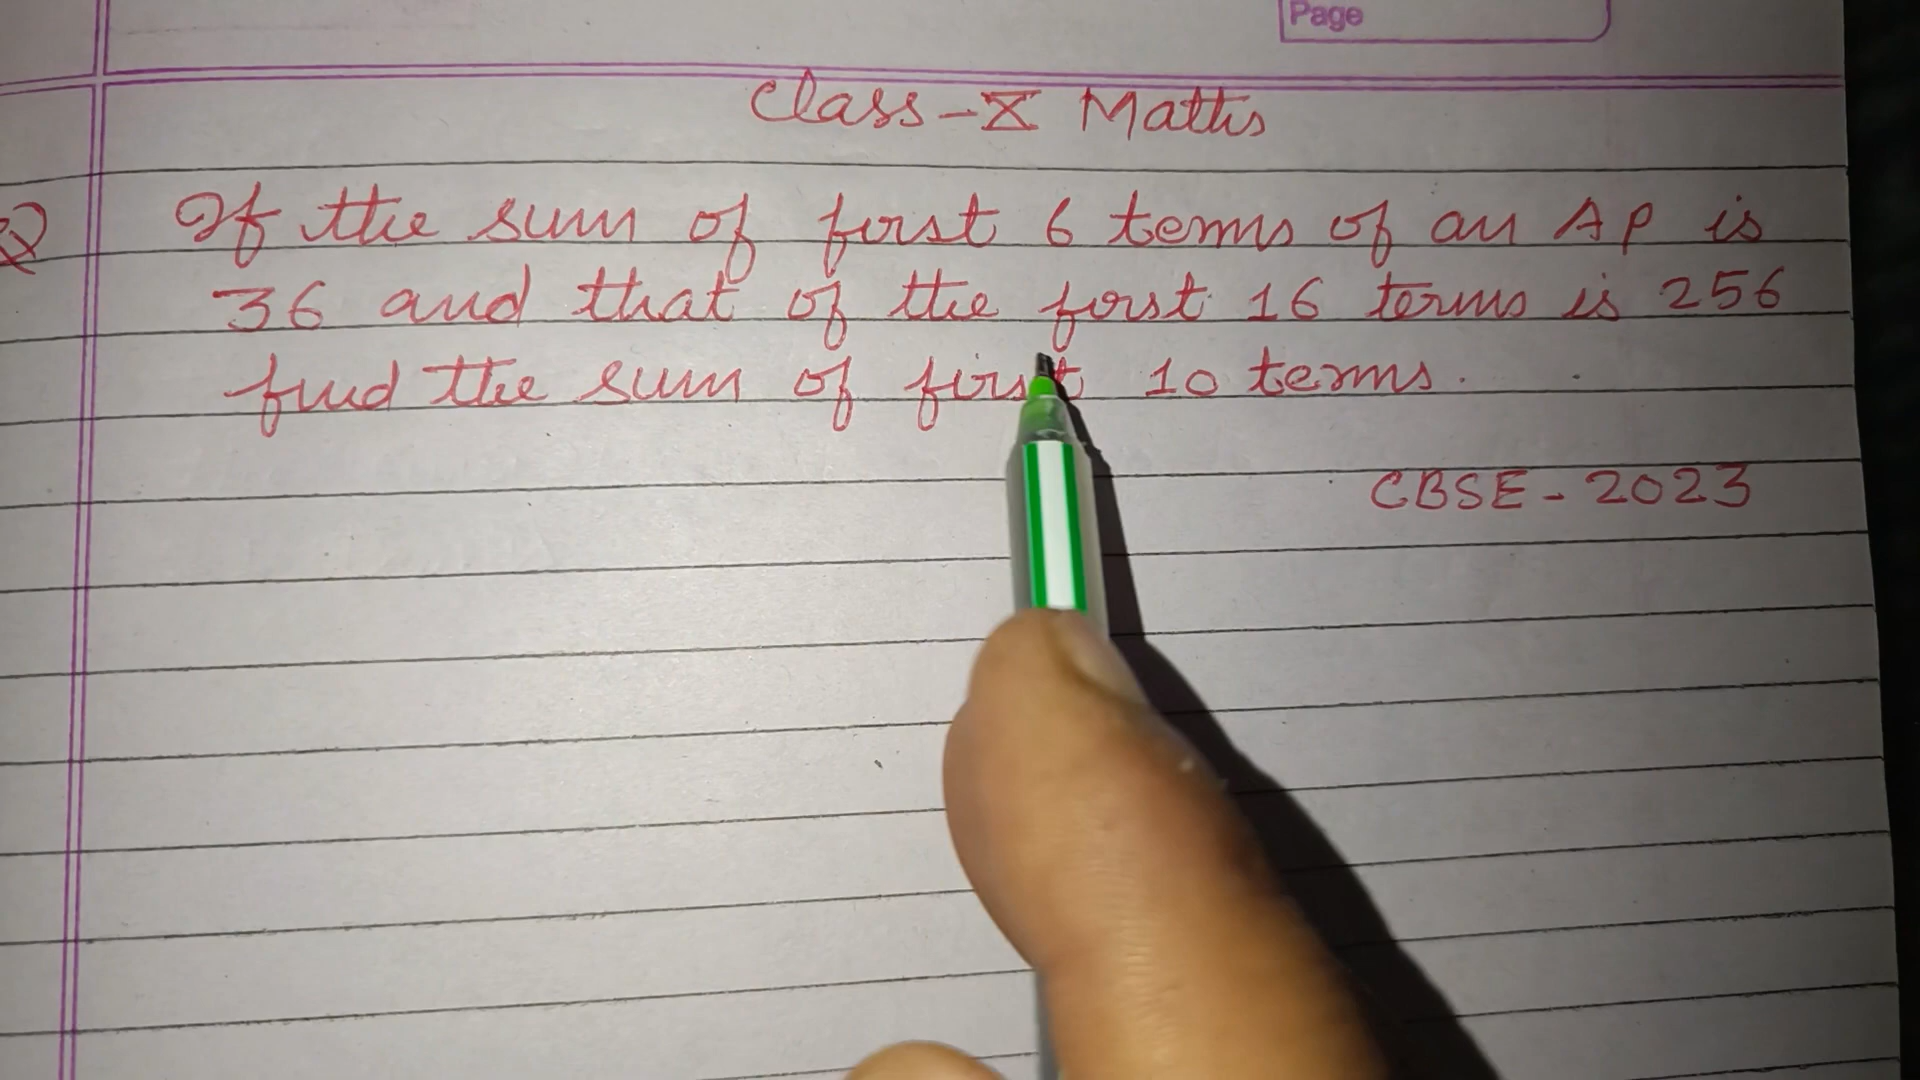 Page
Class-X Maths
Q If the sum of first 6 terms of an AP is
36 and that of the first 16 terms is 256
find the sum of first 10 terms.
CBSE - 2023